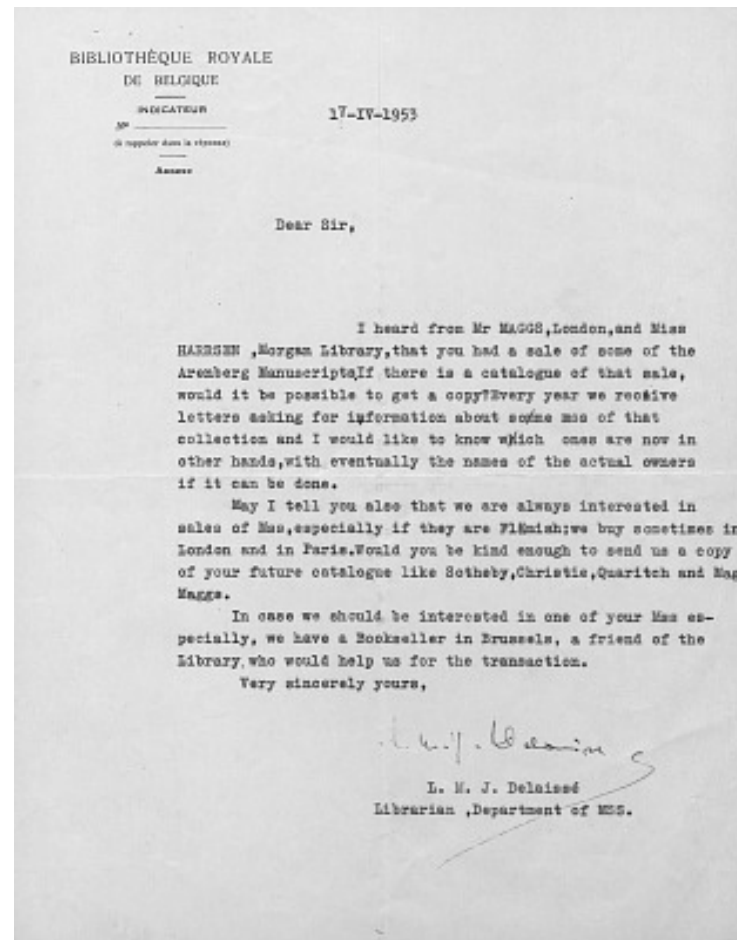 BIBLIOTHÈQUE ROYALE
DE BELGIQUE
INDICATEUR
No
(à rappeler dans la réponse)
Annexe
17-IV-1953
Dear Sir,
I heard from Mr MAGGS,London,and Miss
HARRSEN ,Morgan Library,that you had a sale of some of the
Aremberg Manuscripts.If there is a catalogue of that sale,
would it be possible to get a copy?Every year we receive
letters asking for information about some mss of that
collection and I would like to know which ones are now in
other hands,with eventually the names of the actual owners
if it can be done.
May I tell you also that we are always interested in
sales of Mss,especially if they are Flemish;we buy sometimes in
London and in Paris.Would you be kind enough to send us a copy
of your future catalogue like Sotheby,Christie,Quaritch and Mag
Maggs.
In case we should be interested in one of your Mss es-
pecially, we have a Bookseller in Brussels, a friend of the
Library,who would help us for the transaction.
Very sincerely yours,
L. M. J. Delaissé
L. M. J. Delaissé
Librarian ,Department of MSS.